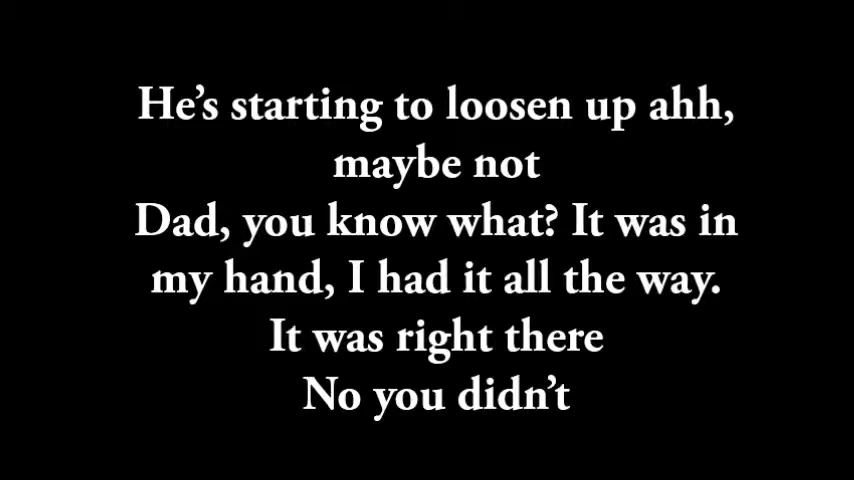 He’s starting to loosen up ahh,
maybe not
Dad, you know what? It was in
my hand, I had it all the way.
It was right there
No you didn’t